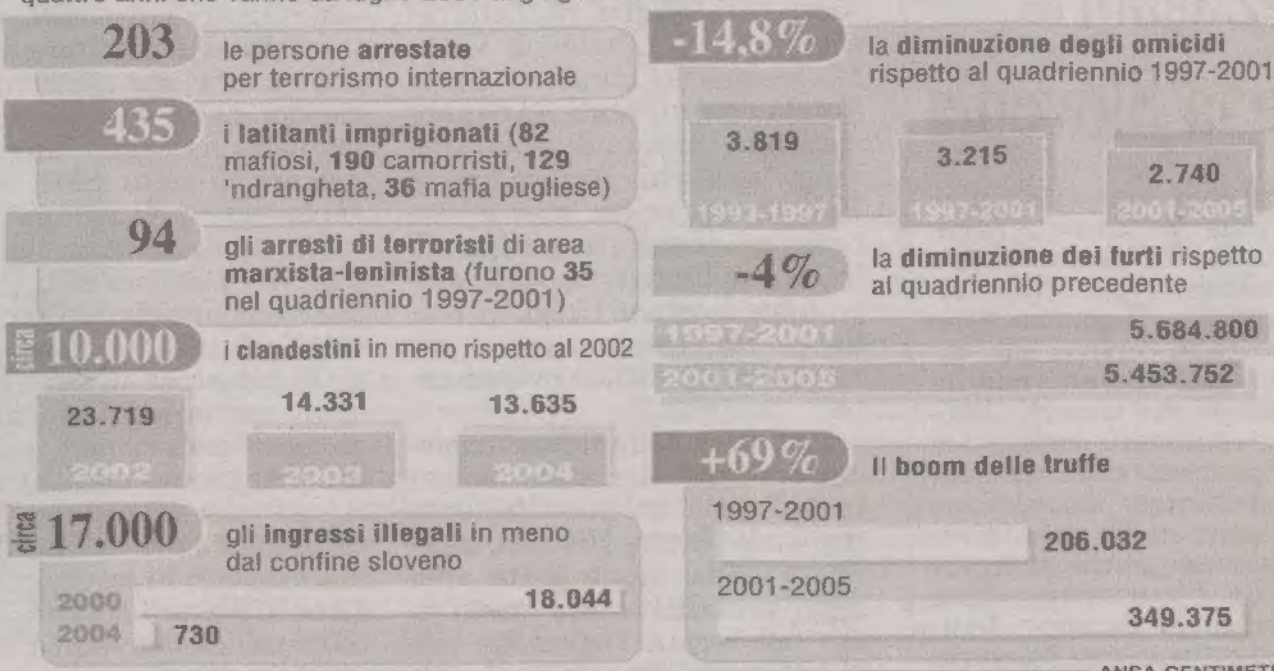 203
le persone arrestate
per terrorismo internazionale
435
i latitanti imprigionati (82
mafiosi, 190 camorristi, 129
'ndrangheta, 36 mafia pugliese)
94
gli arresti di terroristi di area
marxista-leninista (furono 35
nel quadriennio 1997-2001)
circa 10.000
i clandestini in meno rispetto al 2002
23.719 14.331 13.635
2002 2003 2004
circa 17.000
gli ingressi illegali in meno
dal confine sloveno
2000 18.044
2004 730
-14,8%
la diminuzione degli omicidi
rispetto al quadriennio 1997-2001
3.819 3.215 2.740
1993-1997 1997-2001 2001-2005
-4%
la diminuzione dei furti rispetto
al quadriennio precedente
1997-2001 5.684.800
2001-2005 5.453.752
+69%
Il boom delle truffe
1997-2001
206.032
2001-2005
349.375